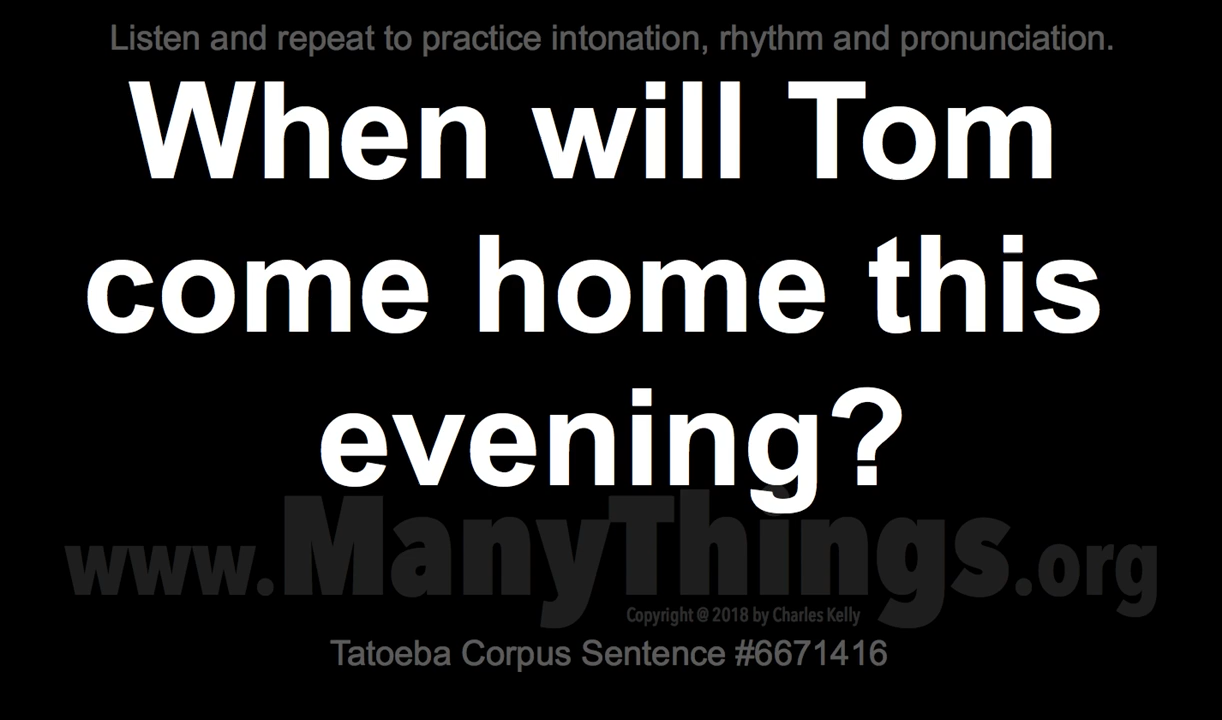 Listen and repeat to practice intonation, rhythm and pronunciation.
When will Tom
come home this
evening?
www.ManyThings.org
Copyright @ 2018 by Charles Kelly
Tatoeba Corpus Sentence #6671416